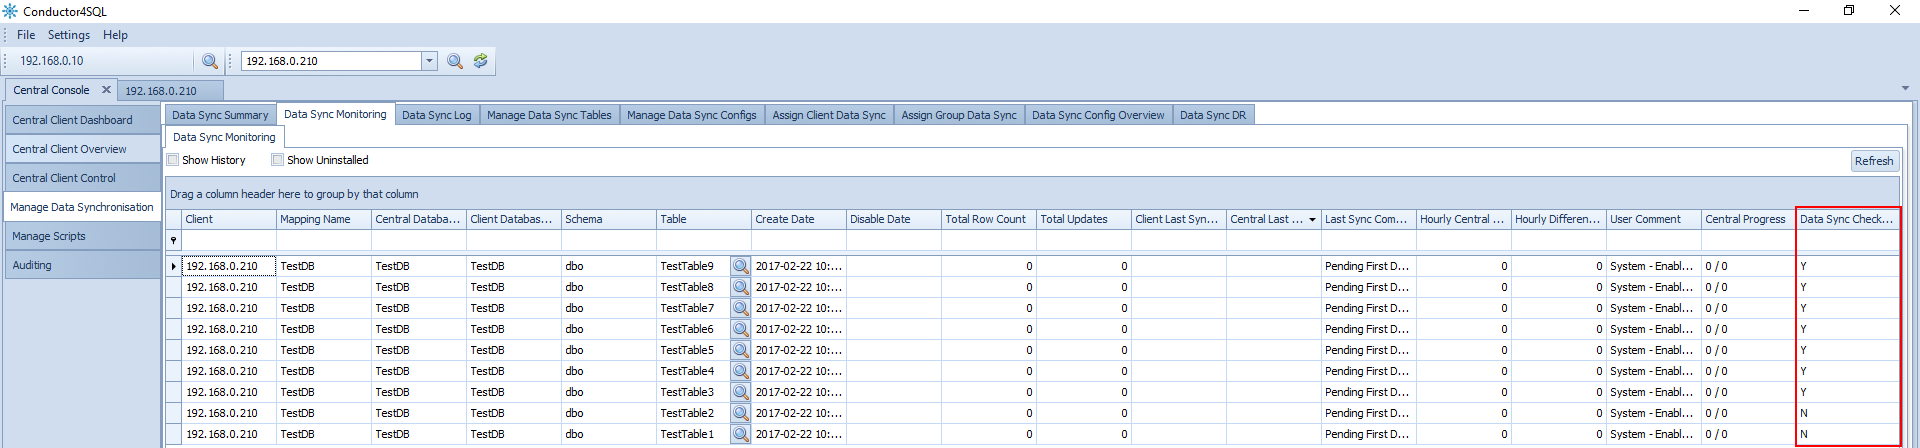 Conductor4SQL
File Settings Help
192.168.0.10 192.168.0.210
Central Console 192.168.0.210
Central Client Dashboard
Central Client Overview
Central Client Control
Manage Data Synchronisation
Manage Scripts
Auditing
Data Sync Summary Data Sync Monitoring Data Sync Log Manage Data Sync Tables Manage Data Sync Configs Assign Client Data Sync Assign Group Data Sync Data Sync Config Overview Data Sync DR
Data Sync Monitoring
Show History Show Uninstalled Refresh
Drag a column header here to group by that column
Client Mapping Name Central Databa... Client Databas... Schema Table Create Date Disable Date Total Row Count Total Updates Client Last Syn... Central Last ... Last Sync Com... Hourly Central ... Hourly Differen... User Comment Central Progress Data Sync Check...
192.168.0.210 TestDB TestDB TestDB dbo TestTable9 2017-02-22 10:... 0 0 Pending First D... 0 0 System - Enabl... 0 / 0 Y
192.168.0.210 TestDB TestDB TestDB dbo TestTable8 2017-02-22 10:... 0 0 Pending First D... 0 0 System - Enabl... 0 / 0 Y
192.168.0.210 TestDB TestDB TestDB dbo TestTable7 2017-02-22 10:... 0 0 Pending First D... 0 0 System - Enabl... 0 / 0 Y
192.168.0.210 TestDB TestDB TestDB dbo TestTable6 2017-02-22 10:... 0 0 Pending First D... 0 0 System - Enabl... 0 / 0 Y
192.168.0.210 TestDB TestDB TestDB dbo TestTable5 2017-02-22 10:... 0 0 Pending First D... 0 0 System - Enabl... 0 / 0 Y
192.168.0.210 TestDB TestDB TestDB dbo TestTable4 2017-02-22 10:... 0 0 Pending First D... 0 0 System - Enabl... 0 / 0 Y
192.168.0.210 TestDB TestDB TestDB dbo TestTable3 2017-02-22 10:... 0 0 Pending First D... 0 0 System - Enabl... 0 / 0 Y
192.168.0.210 TestDB TestDB TestDB dbo TestTable2 2017-02-22 10:... 0 0 Pending First D... 0 0 System - Enabl... 0 / 0 N
192.168.0.210 TestDB TestDB TestDB dbo TestTable1 2017-02-22 10:... 0 0 Pending First D... 0 0 System - Enabl... 0 / 0 N